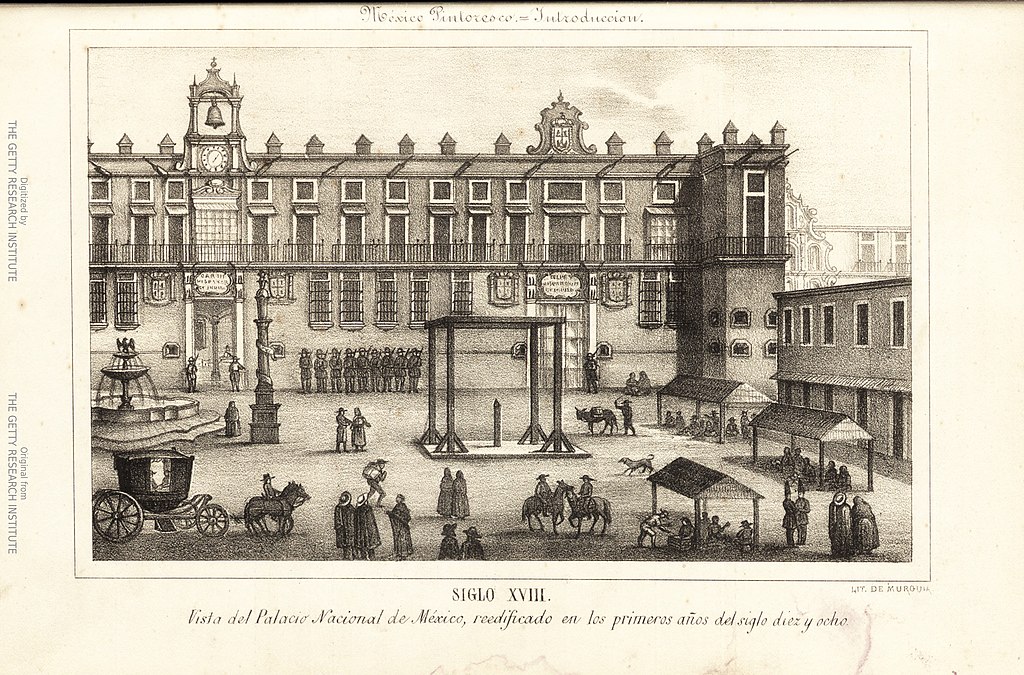 México Pintoresco.=Introduccion.
SIGLO XVIII.
LIT. DE MURGUIA
Vista del Palacio Nacional de México, reedificado en los primeros años del siglo diez y ocho.
Digitized by
THE GETTY RESEARCH INSTITUTE
Original from
THE GETTY RESEARCH INSTITUTE